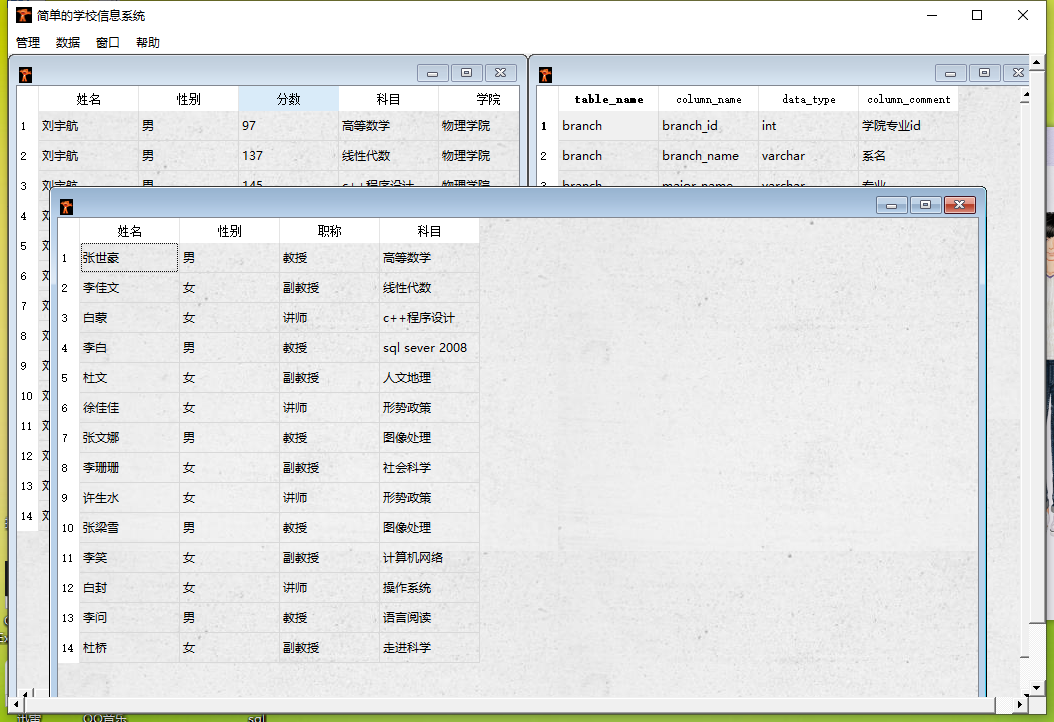 简单的学校信息系统
管理 数据 窗口 帮助
姓名 性别 分数 科目 学院
1 刘宇航 男 97 高等数学 物理学院
2 刘宇航 男 137 线性代数 物理学院
3 刘宇航 男 145 c++程序设计 物理学院
4
5
6
7
8
9
10
11
12
13
14
table_name column_name data_type column_comment
1 branch branch_id int 学院专业id
2 branch branch_name varchar 系名
3 branch major_name varchar 专业
姓名 性别 职称 科目
1 张世豪 男 教授 高等数学
2 李佳文 女 副教授 线性代数
3 白蒙 女 讲师 c++程序设计
4 李白 男 教授 sql sever 2008
5 杜文 女 副教授 人文地理
6 徐佳佳 女 讲师 形势政策
7 张文娜 男 教授 图像处理
8 李珊珊 女 副教授 社会科学
9 许生水 女 讲师 形势政策
10 张梁雪 男 教授 图像处理
11 李笑 女 副教授 计算机网络
12 白封 女 讲师 操作系统
13 李问 男 教授 语言阅读
14 杜桥 女 副教授 走进科学
迅雷 QQ音乐 sql